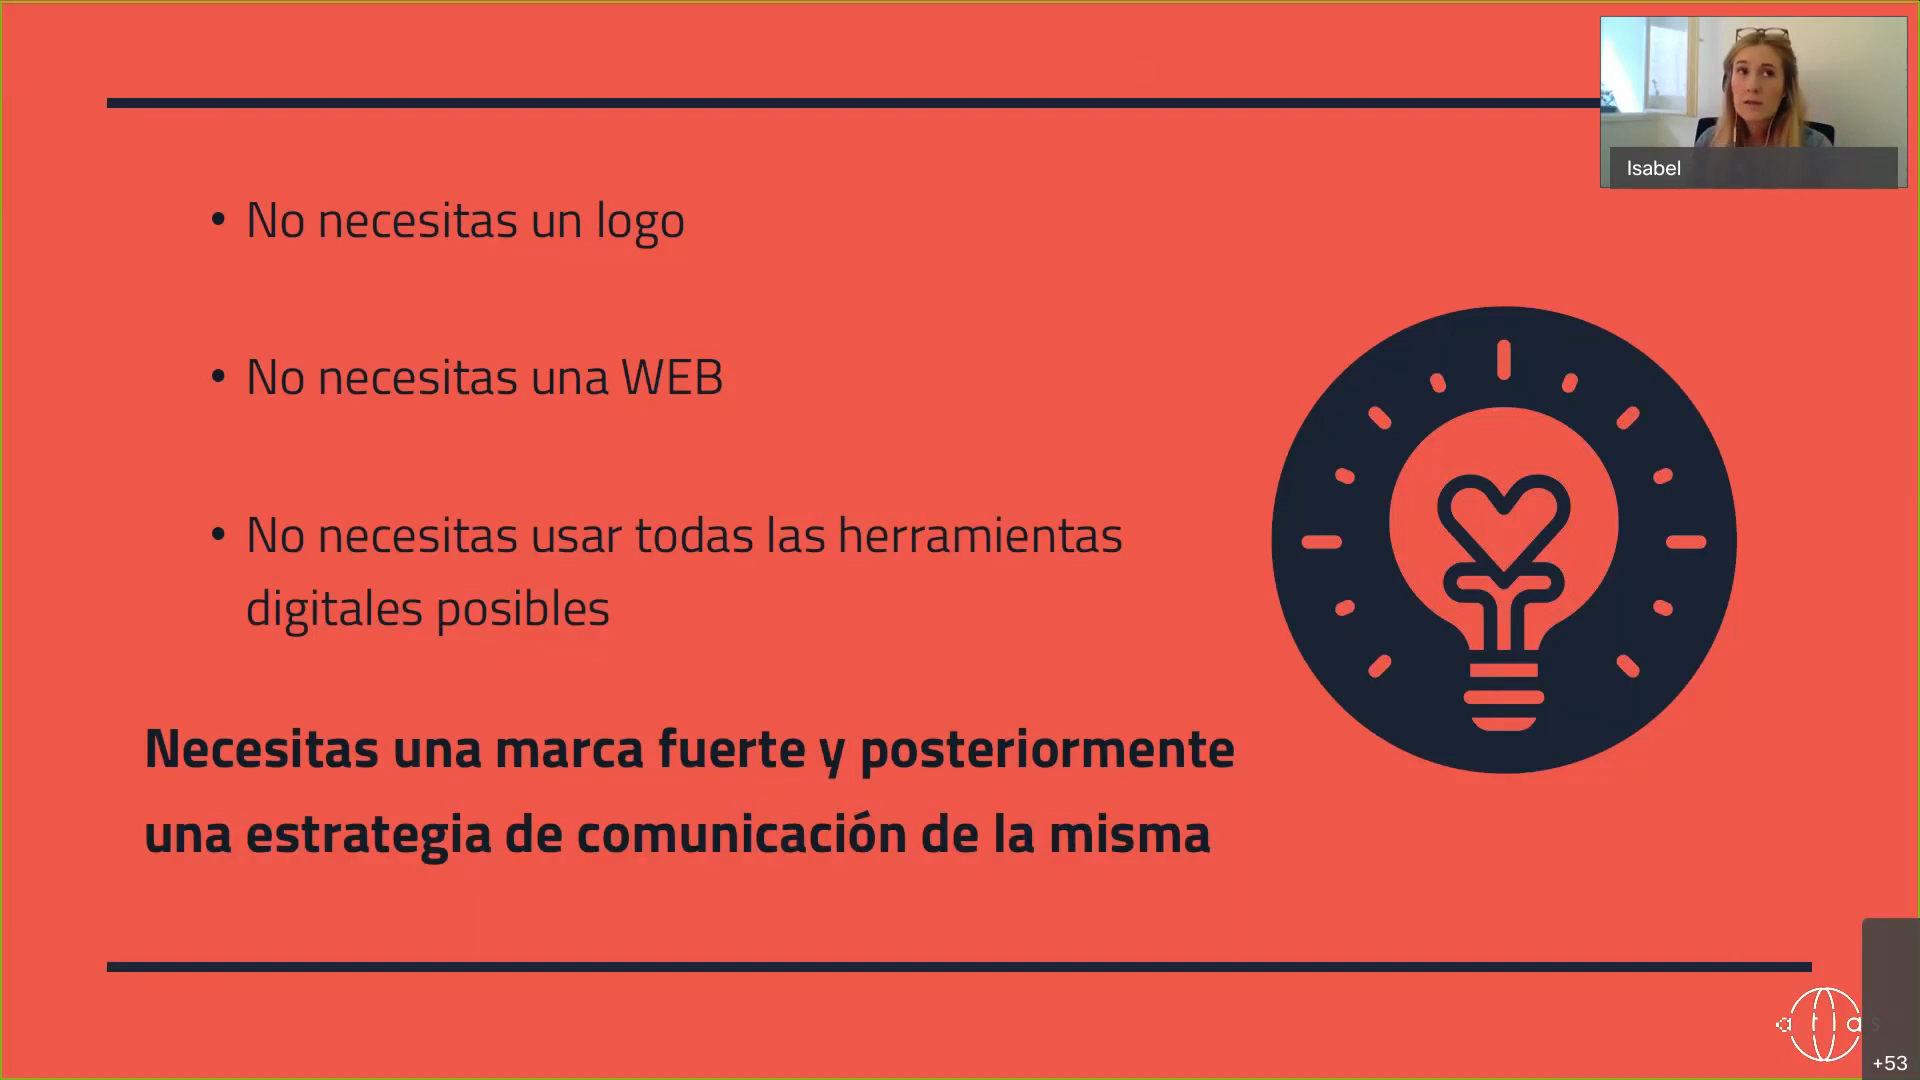 Isabel
• No necesitas un logo
• No necesitas una WEB
• No necesitas usar todas las herramientas
digitales posibles
Necesitas una marca fuerte y posteriormente
una estrategia de comunicación de la misma
atlas
+53